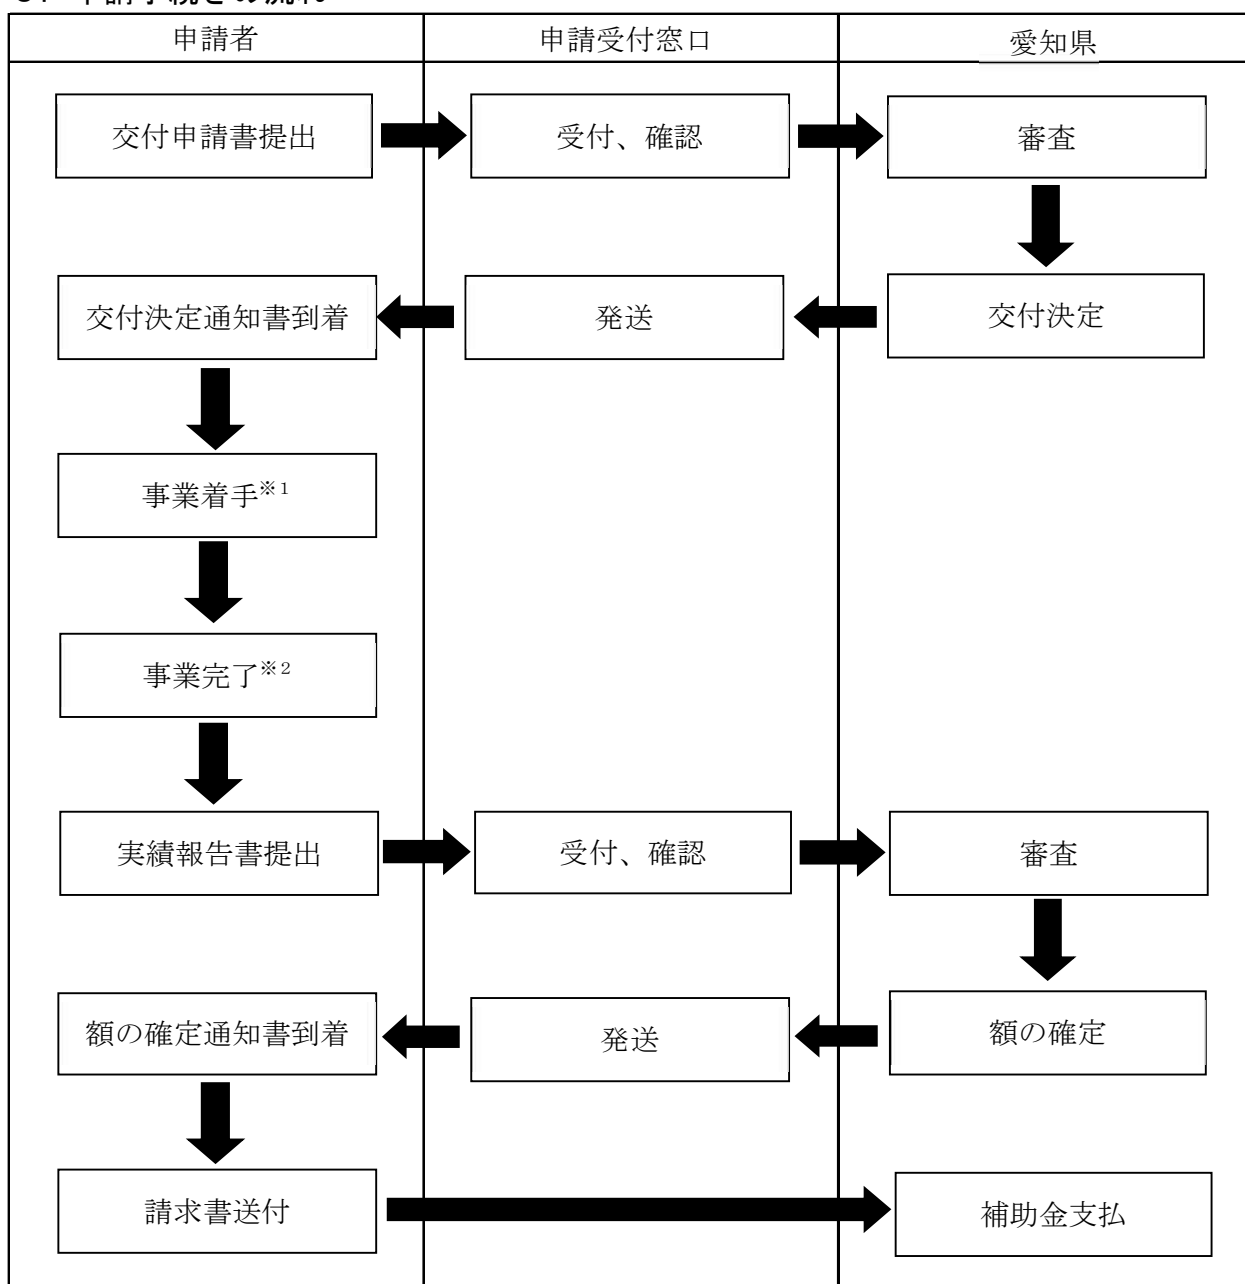 申請者 申請受付窓口 愛知県
交付申請書提出 受付、確認 審査
交付決定通知書到着 発送 交付決定
事業着手※1
事業完了※2
実績報告書提出 受付、確認 審査
額の確定通知書到着 発送 額の確定
請求書送付 補助金支払